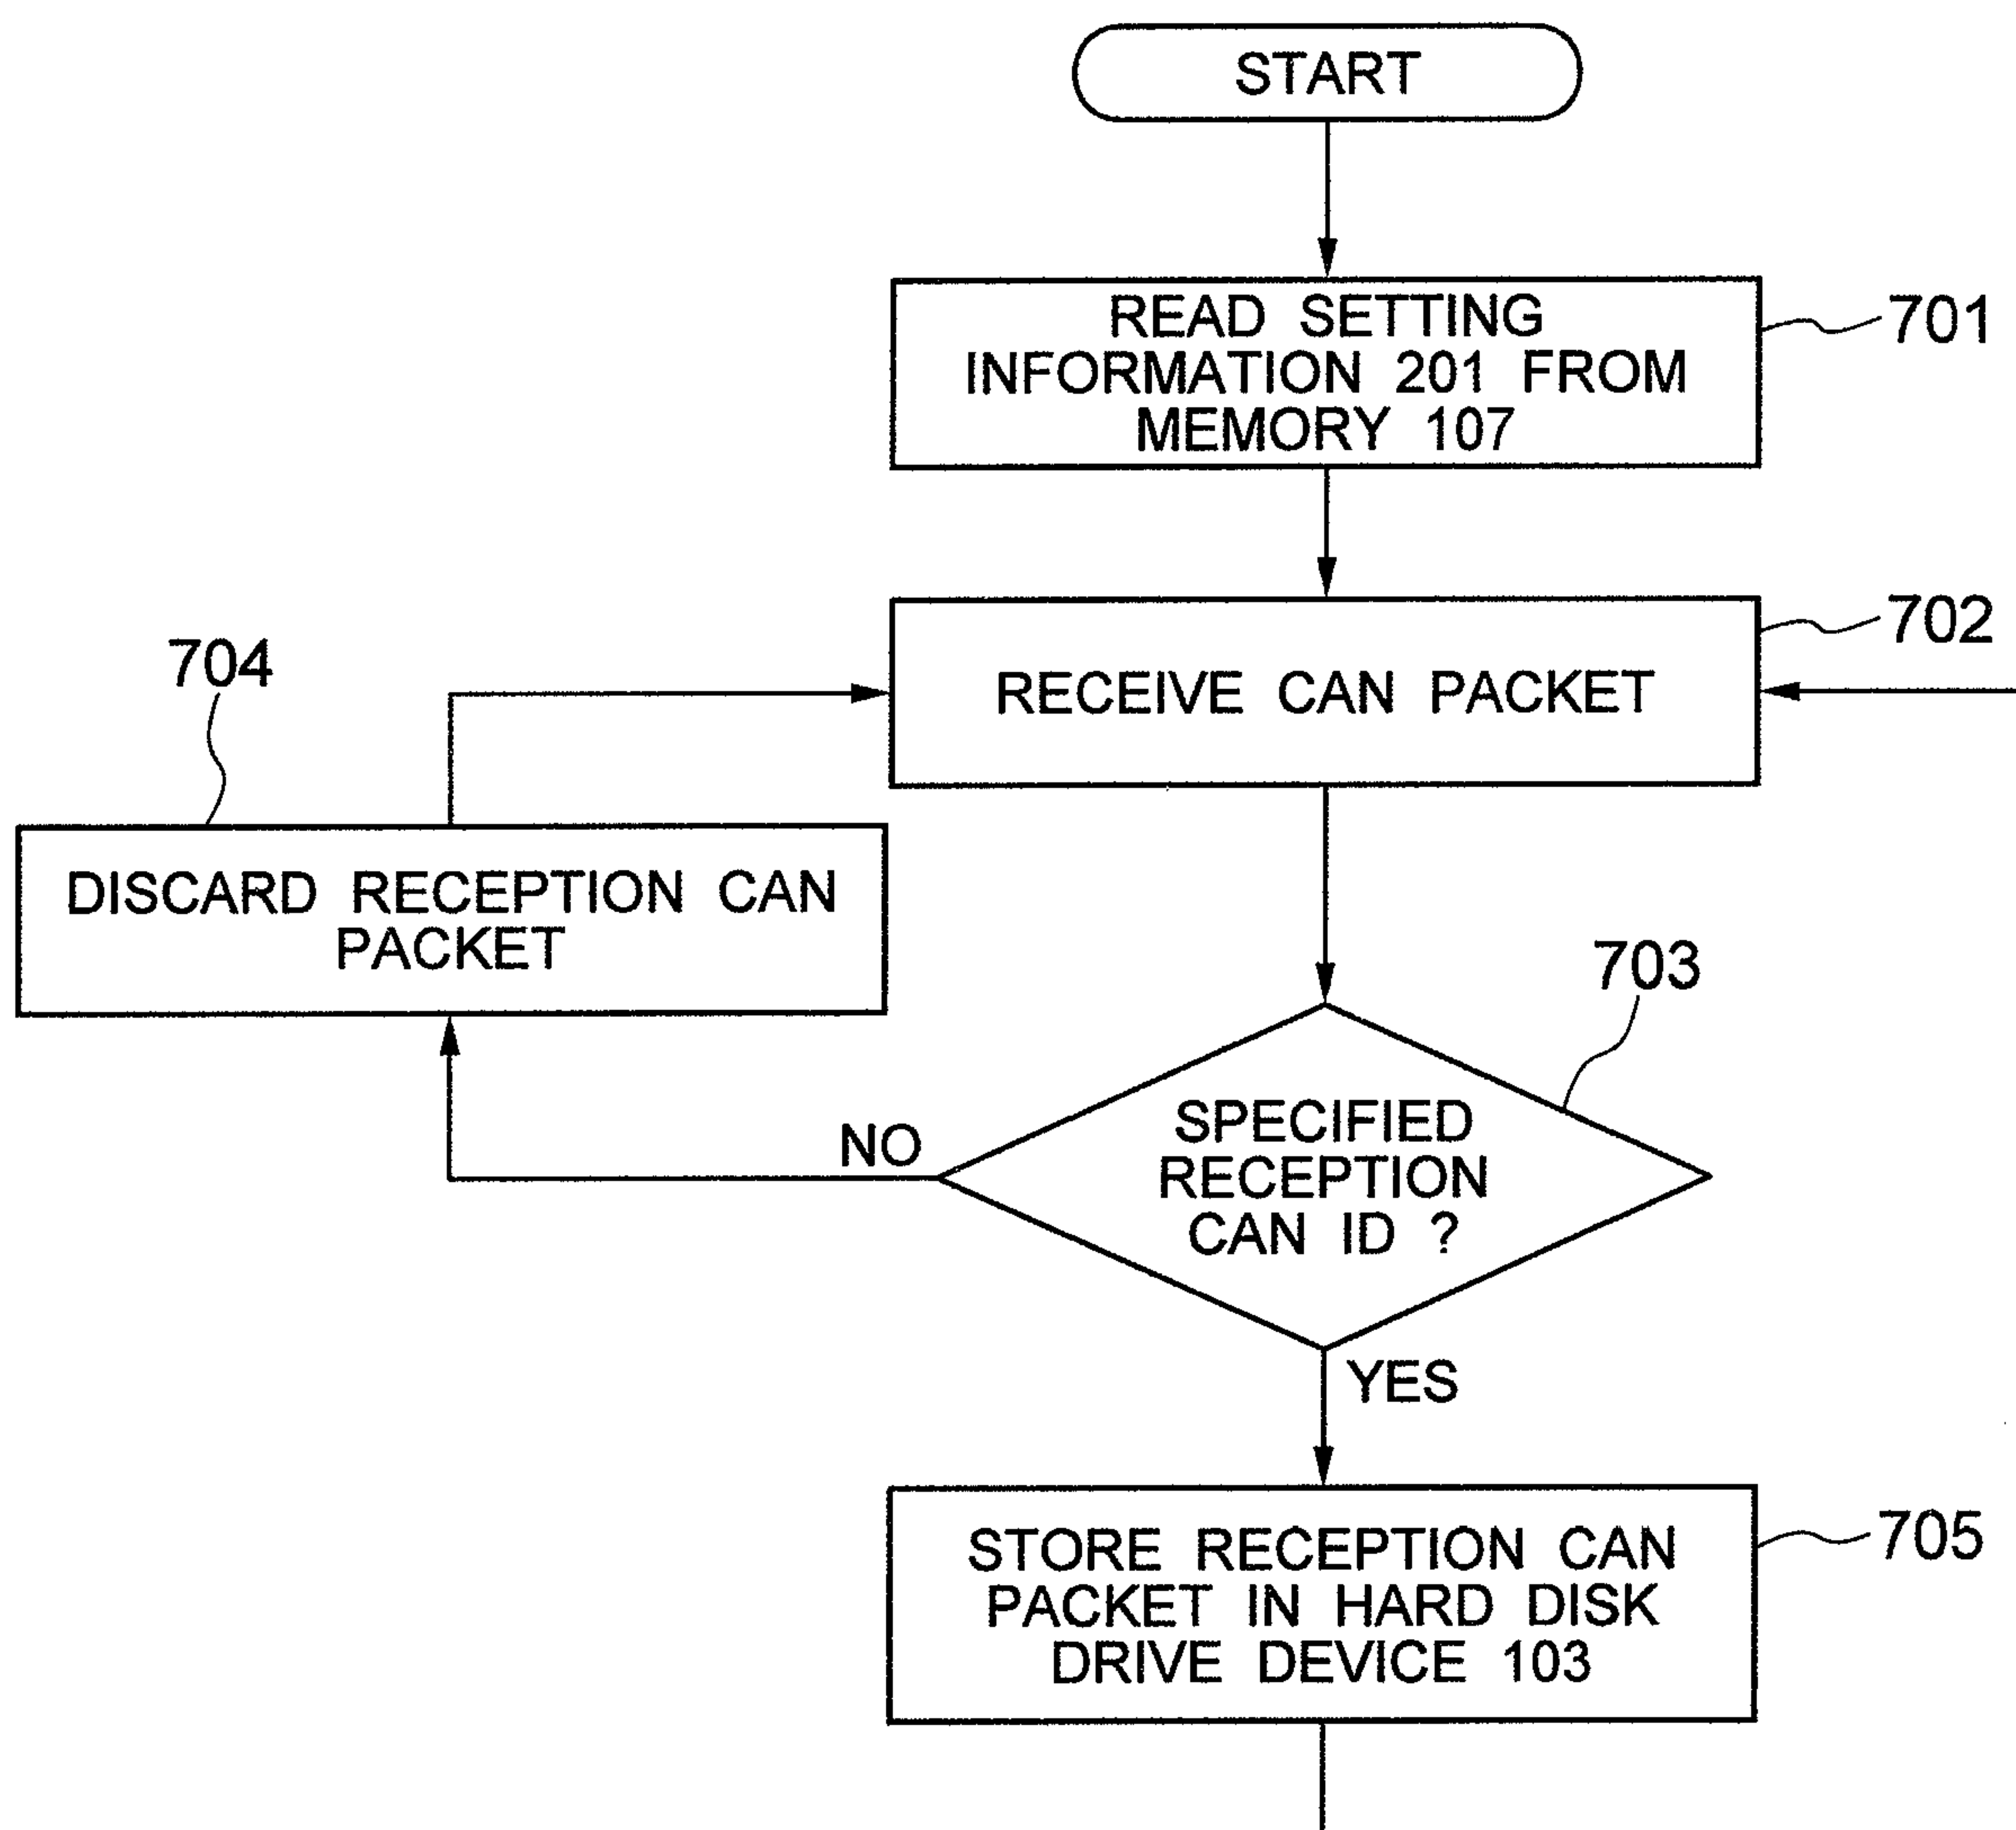 START
READ SETTING
INFORMATION 201 FROM
MEMORY 107
701
RECEIVE CAN PACKET
702
704
DISCARD RECEPTION CAN
PACKET
703
SPECIFIED
RECEPTION
CAN ID ?
NO
YES
STORE RECEPTION CAN
PACKET IN HARD DISK
DRIVE DEVICE 103
705